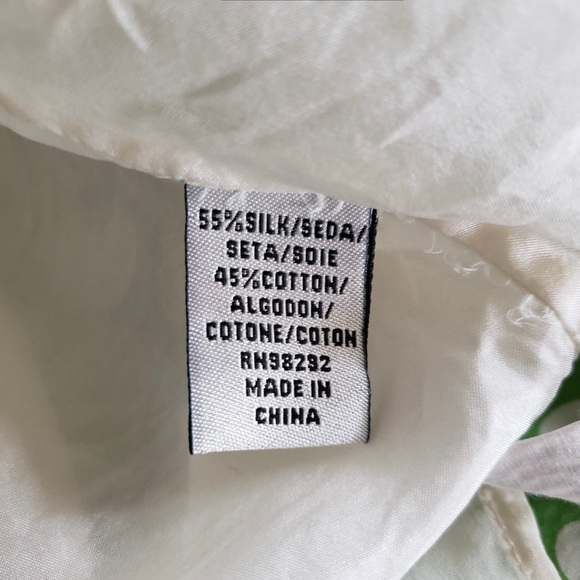 55%SILK/SEDA/
SETA/SOIE
45%COTTON/
ALGODON/
COTONE/COTON
RN98292
MADE IN
CHINA